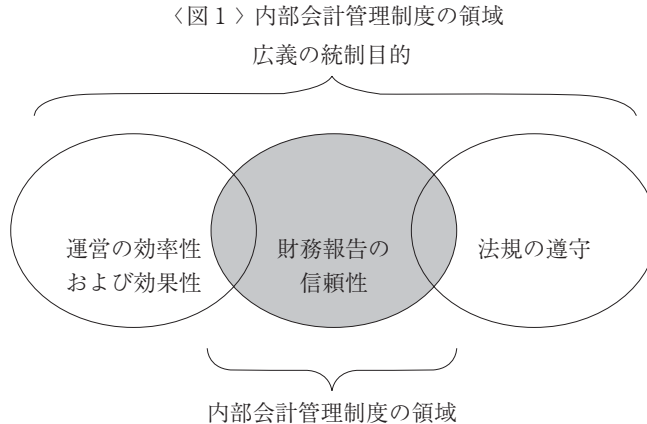 〈図１〉内部会計管理制度の領域
広義の統制目的
運営の効率性
および効果性
財務報告の
信頼性
法規の遵守
内部会計管理制度の領域